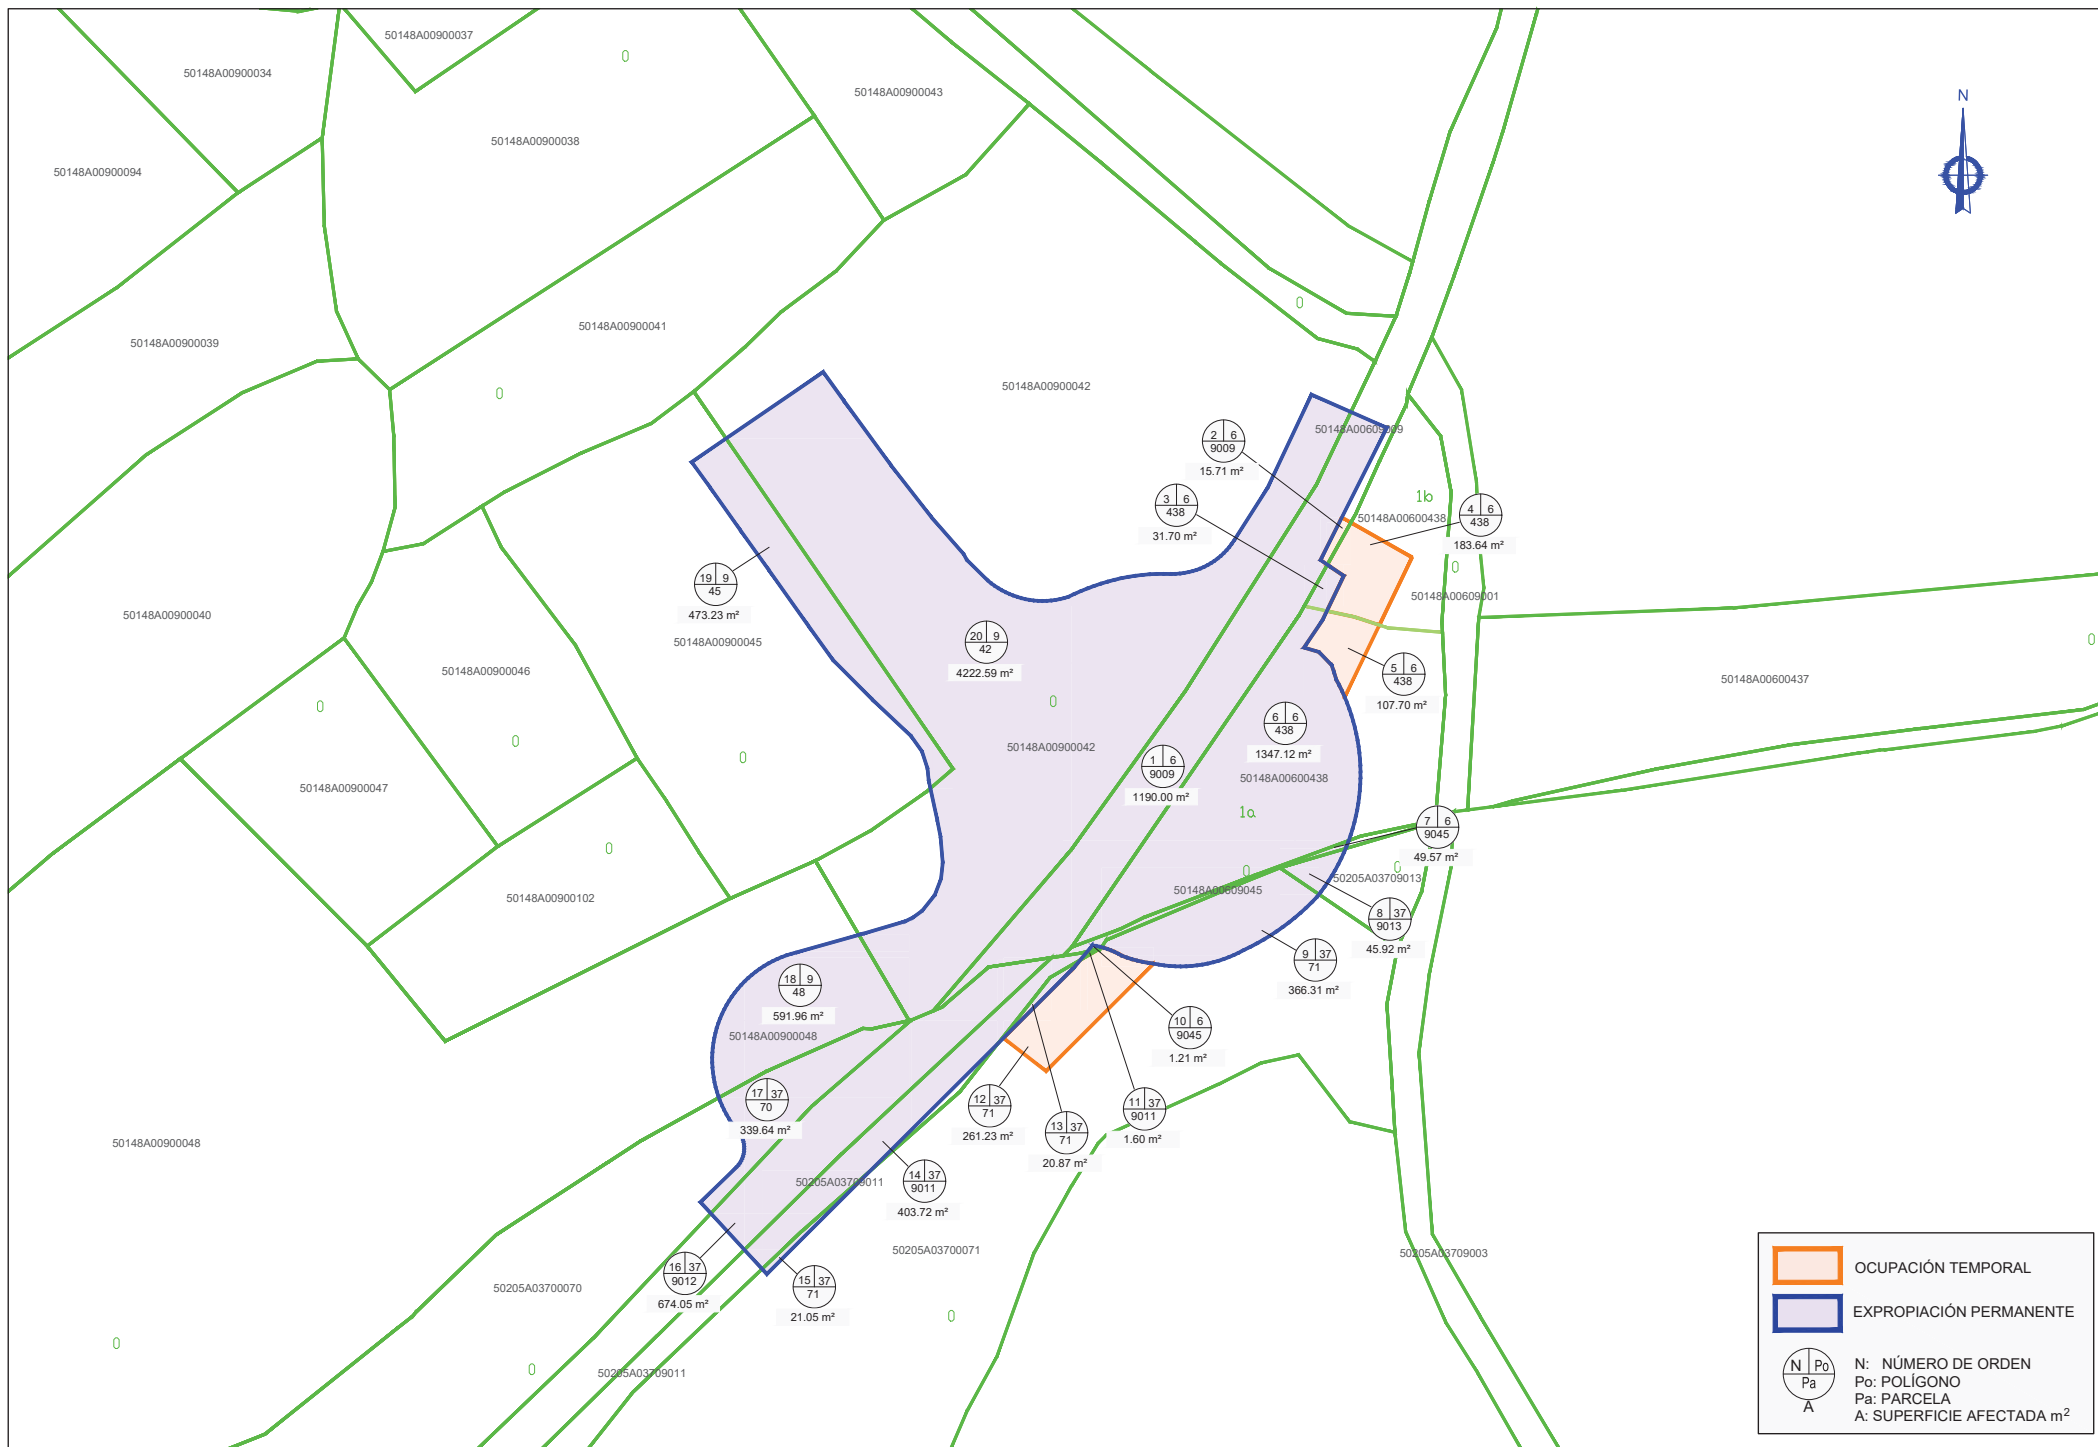 50148A00900037
0
50148A00900034
50148A00900043
N
50148A00900038
50148A00900094
0
50148A00900041
50148A00900039
50148A00900042
0
50148A00609009
2 6
9009
15.71 m²
1b
3 6
438
31.70 m²
50148A00600438
4 6
438
183.64 m²
0
19 9
45
473.23 m²
50148A00609001
50148A00900040
50148A00900045
20 9
42
4222.59 m²
0
50148A00900046
5 6
438
107.70 m²
50148A00600437
0
0
0
6 6
438
1347.12 m²
0
50148A00900042
1 6
9009
1190.00 m²
50148A00600438
50148A00900047
1a
7 6
9045
49.57 m²
0
0
0
50205A03709013
50148A00609045
50148A00900102
8 37
9013
45.92 m²
9 37
71
366.31 m²
18 9
48
591.96 m²
10 6
9045
1.21 m²
50148A00900048
17 37
70
339.64 m²
12 37
71
261.23 m²
11 37
9011
1.60 m²
13 37
71
20.87 m²
50148A00900048
50205A03709011
14 37
9011
403.72 m²
50205A03700071
50205A03709003
16 37
9012
674.05 m²
15 37
71
21.05 m²
50205A03700070
0
0
0
50205A03709011
OCUPACIÓN TEMPORAL
EXPROPIACIÓN PERMANENTE
N Po
Pa
A
N: NÚMERO DE ORDEN
Po: POLÍGONO
Pa: PARCELA
A: SUPERFICIE AFECTADA m²